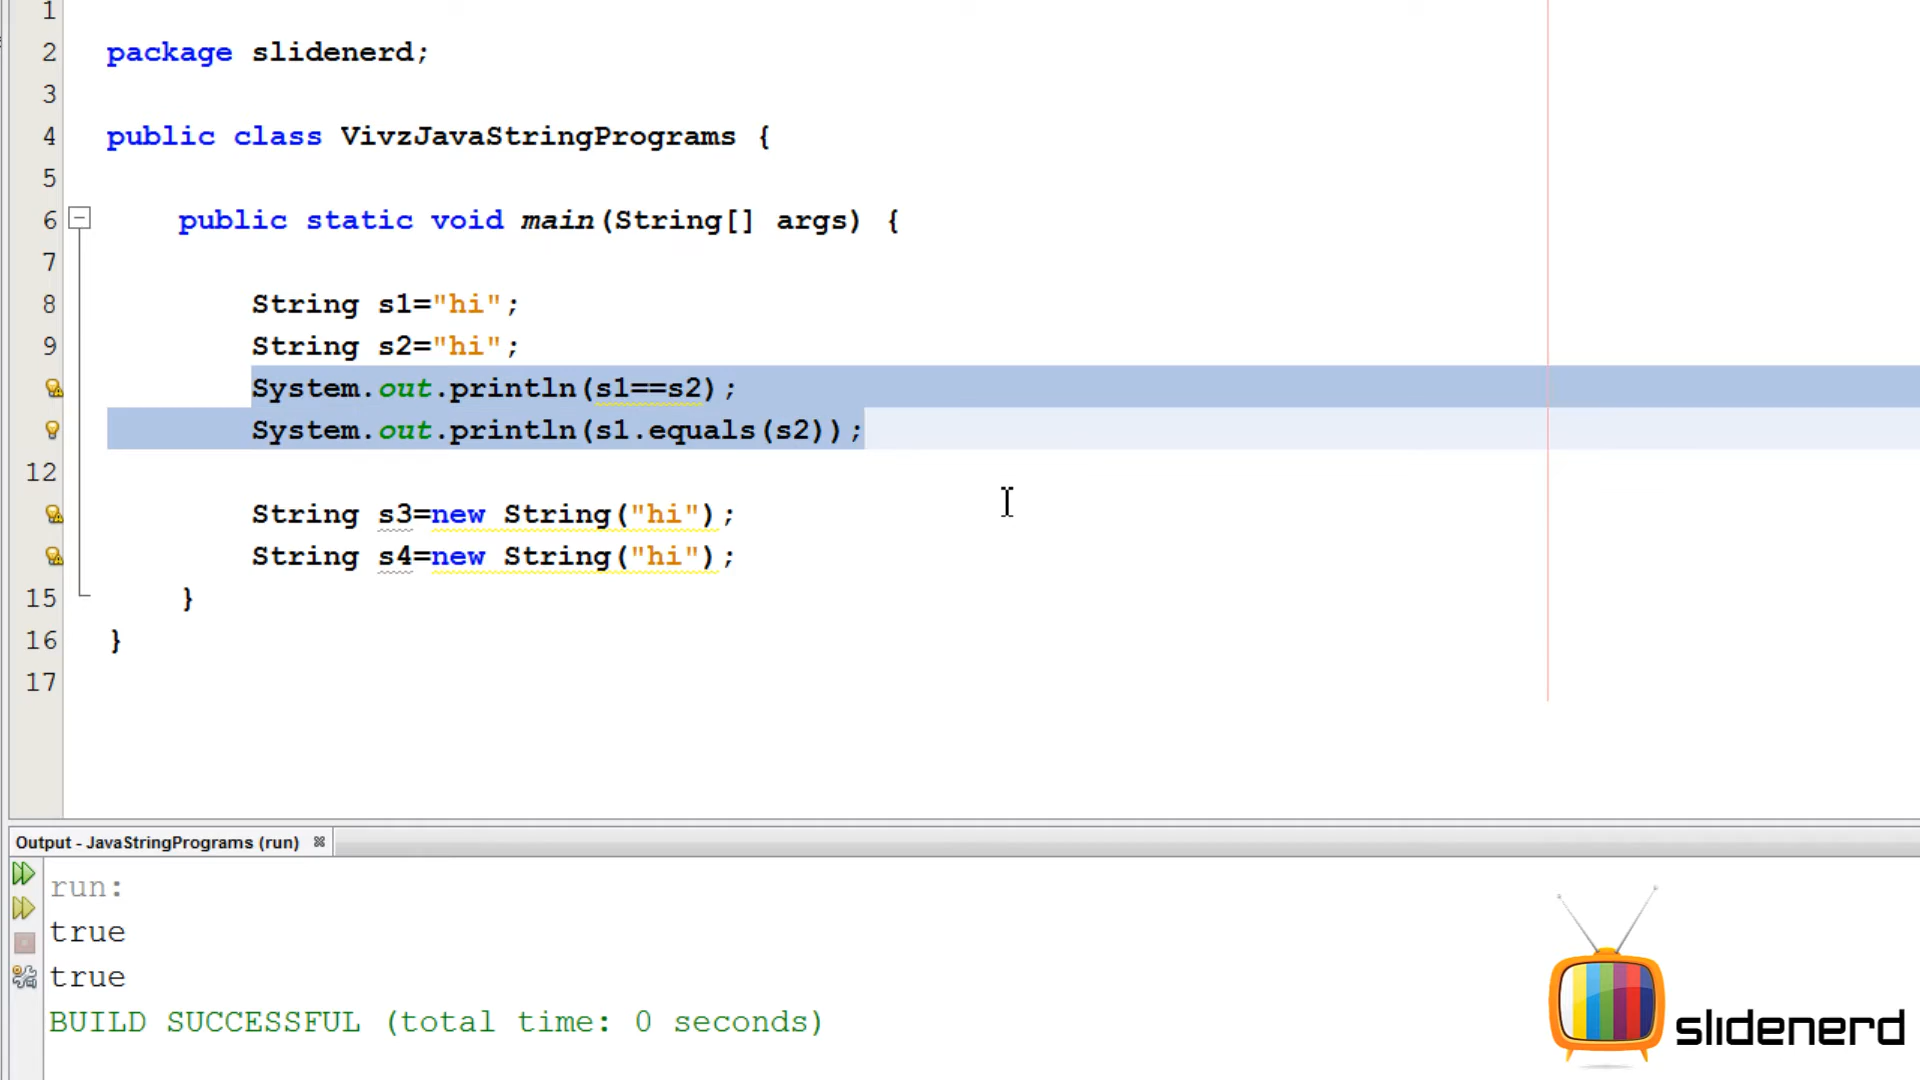 1
2 package slidenerd;
3
4 public class VivzJavaStringPrograms {
5
6 public static void main(String[] args) {
7
8 String s1="hi";
9 String s2="hi";
System.out.println(s1==s2);
System.out.println(s1.equals(s2));
12
String s3=new String("hi");
String s4=new String("hi");
15 }
16 }
17
Output - JavaStringPrograms (run)
run:
true
true
BUILD SUCCESSFUL (total time: 0 seconds)
slidenerd